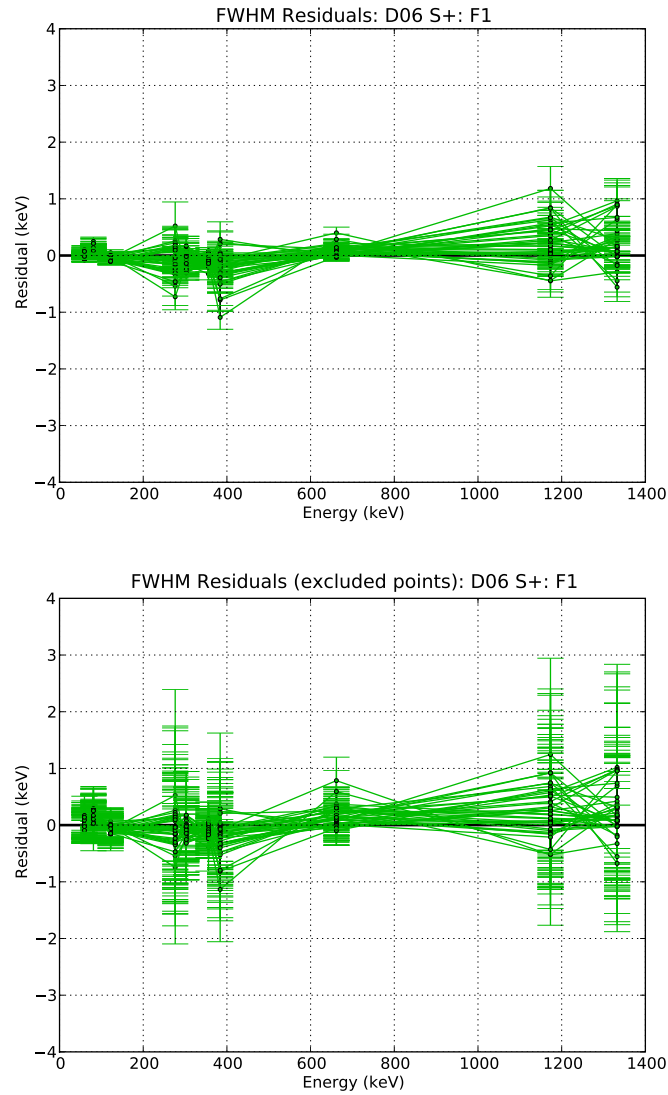 FWHM Residuals: D06 S+: F1
4
3
2
1
0
−1
−2
−3
−4
Residual (keV)
0 200 400 600 800 1000 1200 1400
Energy (keV)
FWHM Residuals (excluded points): D06 S+: F1
4
3
2
1
0
−1
−2
−3
−4
Residual (keV)
0 200 400 600 800 1000 1200 1400
Energy (keV)